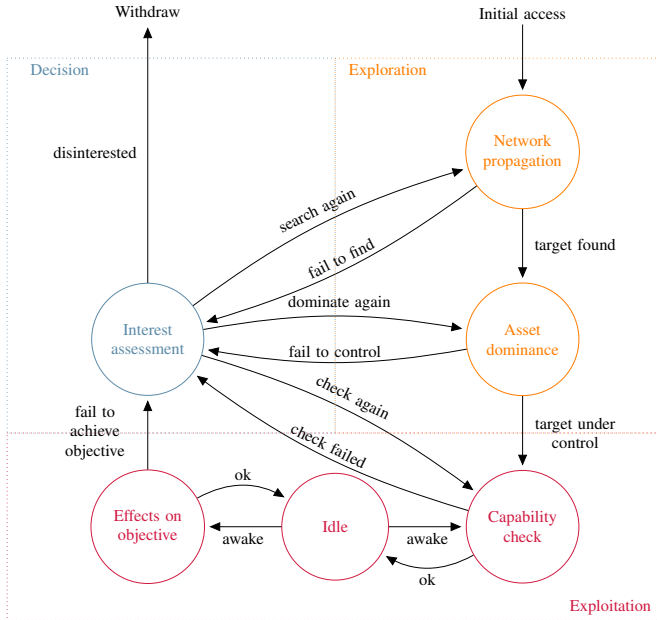 Withdraw
Initial access
Decision
Exploration
disinterested
Network
propagation
search again
fail to find
target found
dominate again
Interest
assessment
Asset
dominance
fail to control
check again
fail to
achieve
objective
target under
control
check failed
ok
Effects on
objective
Idle
Capability
check
awake
awake
ok
Exploitation